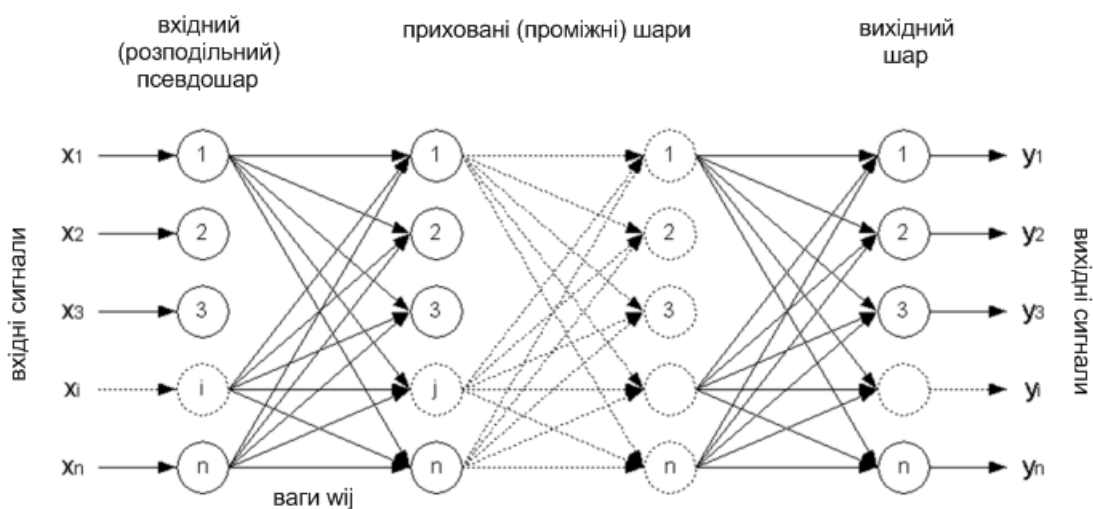 вхідний
(розподільний)
псевдошар
приховані (проміжні) шари
вихідний
шар
вхідні сигнали
x1 1 1 1 1 y1
x2 2 2 2 2 y2
x3 3 3 3 3 y3
xi i j yi
xn n n n n yn
вихідні сигнали
ваги wij